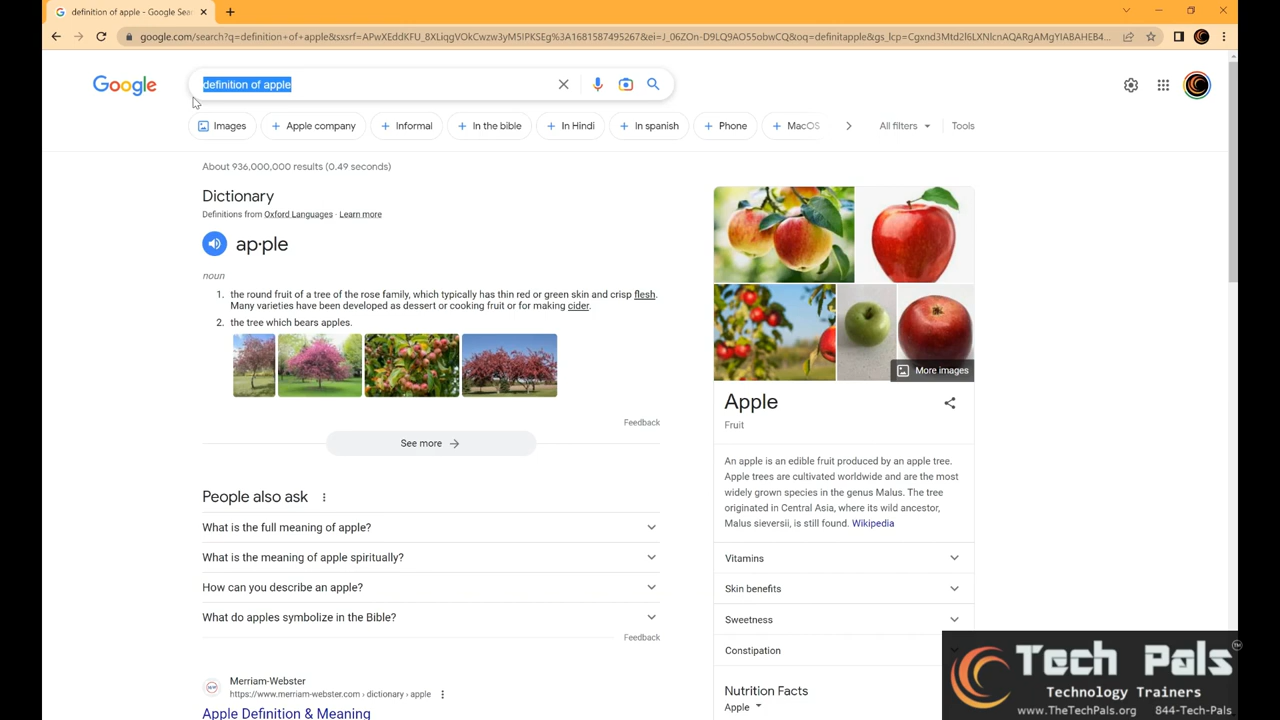 definition of apple - Google Sear
google.com/search?q=definition+of+apple&sxsrf=APwXEddKFU_8XLiqgVOkCwzw3yM5IPKSEg%3A1681587495267&ei=J_06ZOn-D9LQ9AO55obwCQ&oq=definitapple&gs_lcp=Cgxnd3Mtd2l6LXNlcnAQARgAMgYIABAHEB4...
Google
definition of apple
Images
Apple company
Informal
In the bible
In Hindi
In spanish
Phone
MacOS
All filters
Tools
About 936,000,000 results (0.49 seconds)
Dictionary
Definitions from Oxford Languages · Learn more
ap·ple
noun
1. the round fruit of a tree of the rose family, which typically has thin red or green skin and crisp flesh.
Many varieties have been developed as dessert or cooking fruit or for making cider.
2. the tree which bears apples.
Feedback
See more
People also ask
What is the full meaning of apple?
What is the meaning of apple spiritually?
How can you describe an apple?
What do apples symbolize in the Bible?
Feedback
Merriam-Webster
https://www.merriam-webster.com › dictionary › apple
Apple Definition & Meaning
More images
Apple
Fruit
An apple is an edible fruit produced by an apple tree.
Apple trees are cultivated worldwide and are the most
widely grown species in the genus Malus. The tree
originated in Central Asia, where its wild ancestor,
Malus sieversii, is still found. Wikipedia
Vitamins
Skin benefits
Sweetness
Constipation
Nutrition Facts
Apple
Tech Pals TM
Technology Trainers
www.TheTechPals.org 844-Tech-Pals